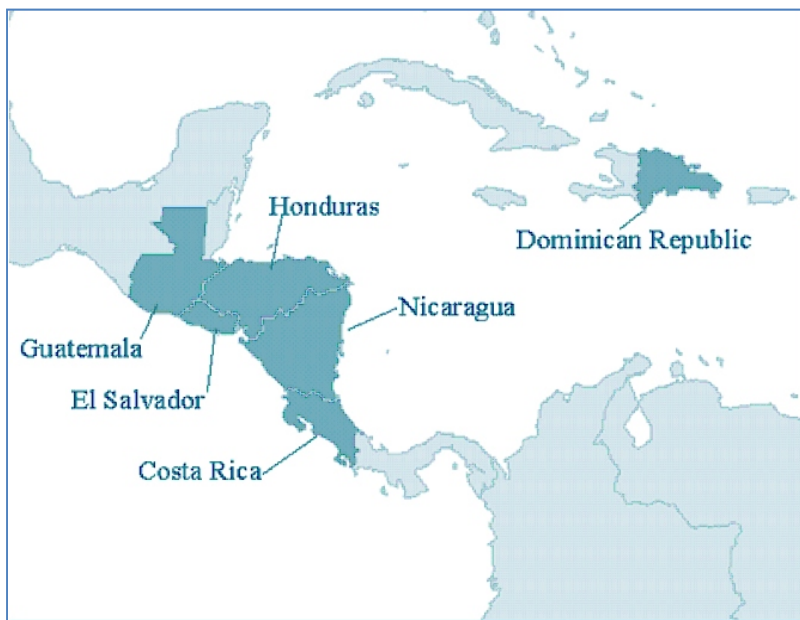 Honduras
Dominican Republic
Nicaragua
Guatemala
El Salvador
Costa Rica